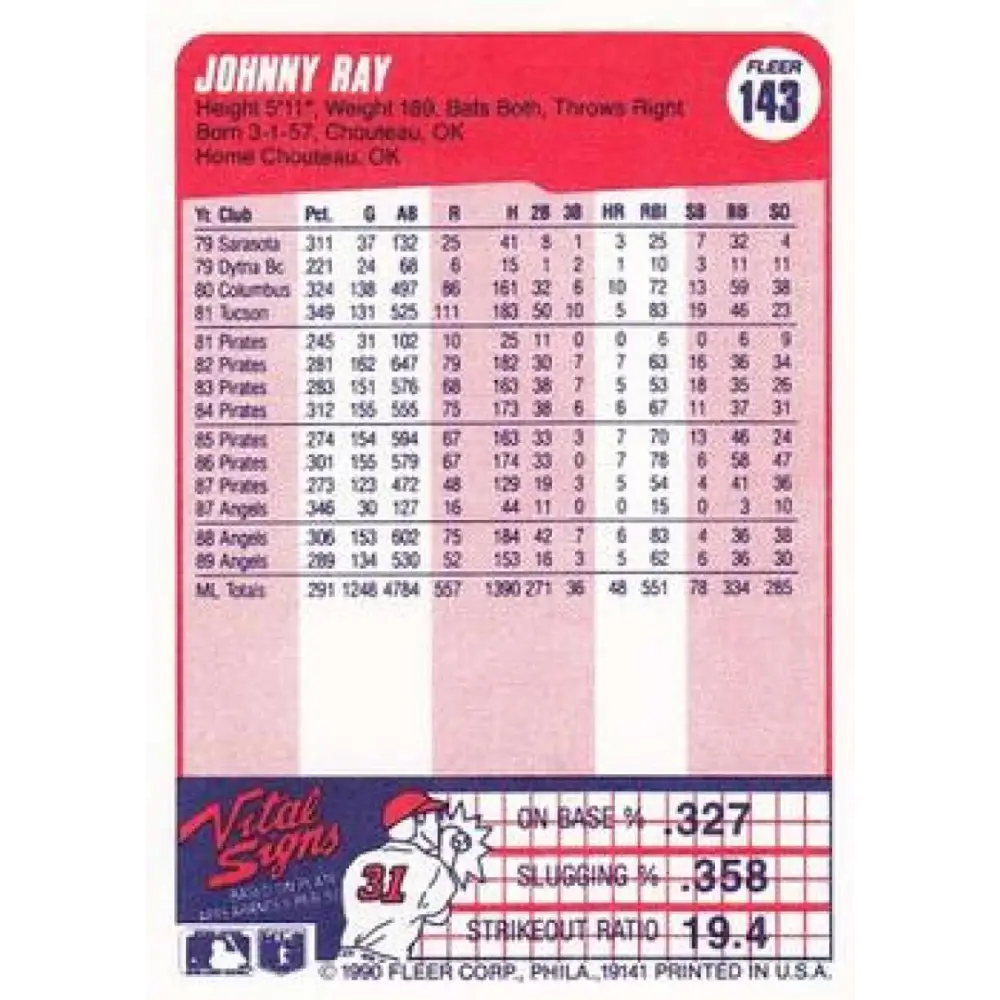 JOHNNY RAY
FLEER
143
Height 5'11", Weight 189, Bats Both, Throws Right
Born 3-1-57, Chouteau, OK
Home Chouteau, OK
Yr. Club Pct. G AB R H 2B 3B HR RBI SB BB SO
79 Sarasota .311 37 132 25 41 8 1 3 25 7 32 4
79 Dytna Bc .221 24 68 6 15 1 2 1 10 3 11 11
80 Columbus .324 138 497 86 161 32 6 10 72 13 59 38
81 Tucson .349 131 525 111 183 50 10 5 83 19 46 23
81 Pirates .245 31 102 10 25 11 0 0 6 0 6 9
82 Pirates .281 162 647 79 182 30 7 7 63 16 36 34
83 Pirates .283 151 576 68 163 38 7 5 53 18 35 26
84 Pirates .312 155 555 75 173 38 6 6 67 11 37 31
85 Pirates .274 154 594 67 163 33 3 7 70 13 46 24
86 Pirates .301 155 579 67 174 33 0 7 78 6 58 47
87 Pirates .273 123 472 48 129 19 3 5 54 4 41 36
87 Angels .346 30 127 16 44 11 0 0 15 0 3 10
88 Angels .306 153 602 75 184 42 7 6 83 4 36 38
89 Angels .289 134 530 52 153 16 3 5 62 6 36 30
ML Totals .291 1248 4784 557 1390 271 36 48 551 78 334 285
Vital Signs
BASED ON PLATE
31
ON BASE % .327
SLUGGING % .358
STRIKEOUT RATIO 19.4
© 1990 FLEER CORP., PHILA., 19141 PRINTED IN U.S.A.